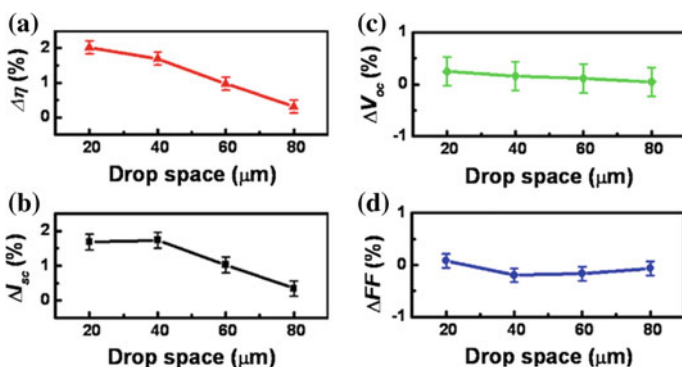 (a)
Δη (%)
2
1
0
20 40 60 80
Drop space (μm)
(b)
ΔI_sc (%)
2
1
0
20 40 60 80
Drop space (μm)
(c)
ΔV_oc (%)
1
0
-1
20 40 60 80
Drop space (μm)
(d)
ΔFF (%)
1
0
-1
20 40 60 80
Drop space (μm)